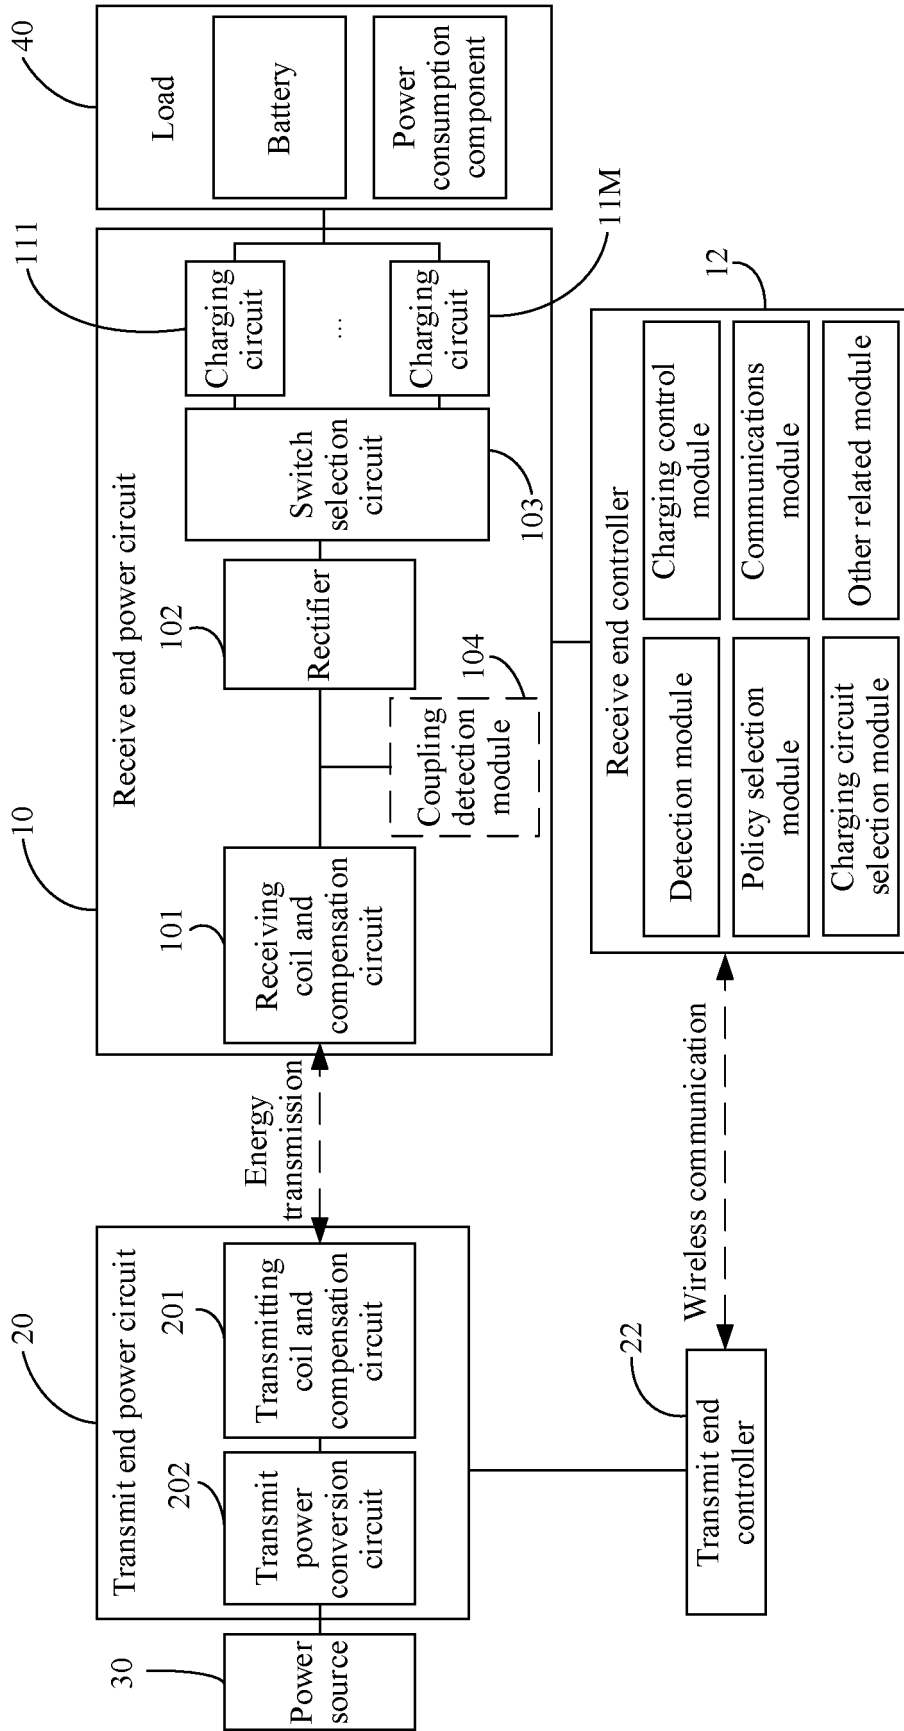 30
Power
source
20
Transmit end power circuit
202
Transmit
power
conversion
circuit
201
Transmitting
coil and
compensation
circuit
Energy
transmission
10
Receive end power circuit
101
Receiving
coil and
compensation
circuit
102
Rectifier
Coupling
detection
module
104
Switch
selection
circuit
103
111
Charging
circuit
...
Charging
circuit
11M
40
Load
Battery
Power
consumption
component
22
Transmit end
controller
Wireless communication
12
Receive end controller
Detection module
Charging control
module
Policy selection
module
Communications
module
Charging circuit
selection module
Other related module